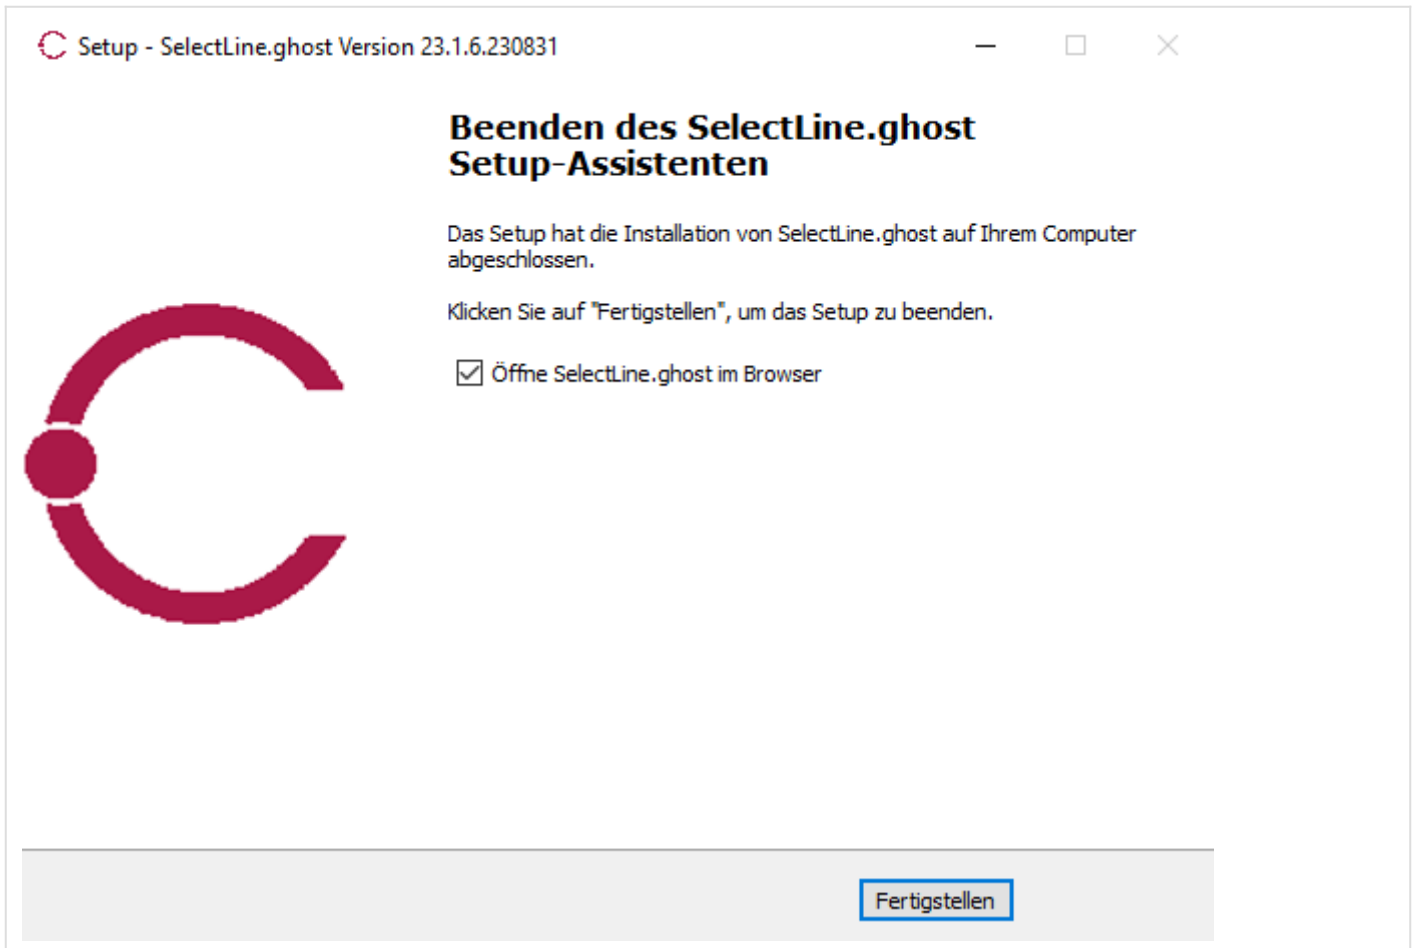 Setup - SelectLine.ghost Version 23.1.6.230831
Beenden des SelectLine.ghost
Setup-Assistenten
Das Setup hat die Installation von SelectLine.ghost auf Ihrem Computer
abgeschlossen.
Klicken Sie auf "Fertigstellen", um das Setup zu beenden.
Öffne SelectLine.ghost im Browser
Fertigstellen